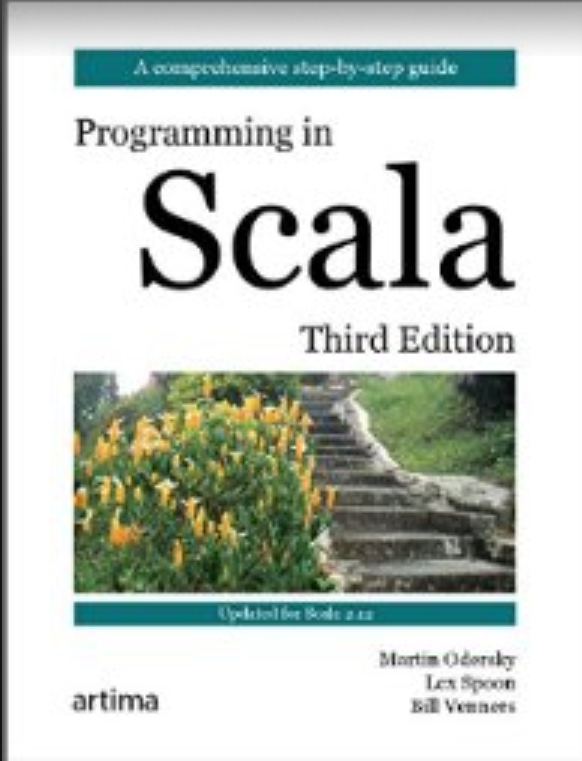 A comprehensive step-by-step guide
Programming in
Scala
Third Edition
Updated for Scala 2.12
Martin Odersky
Lex Spoon
Bill Venners
artima